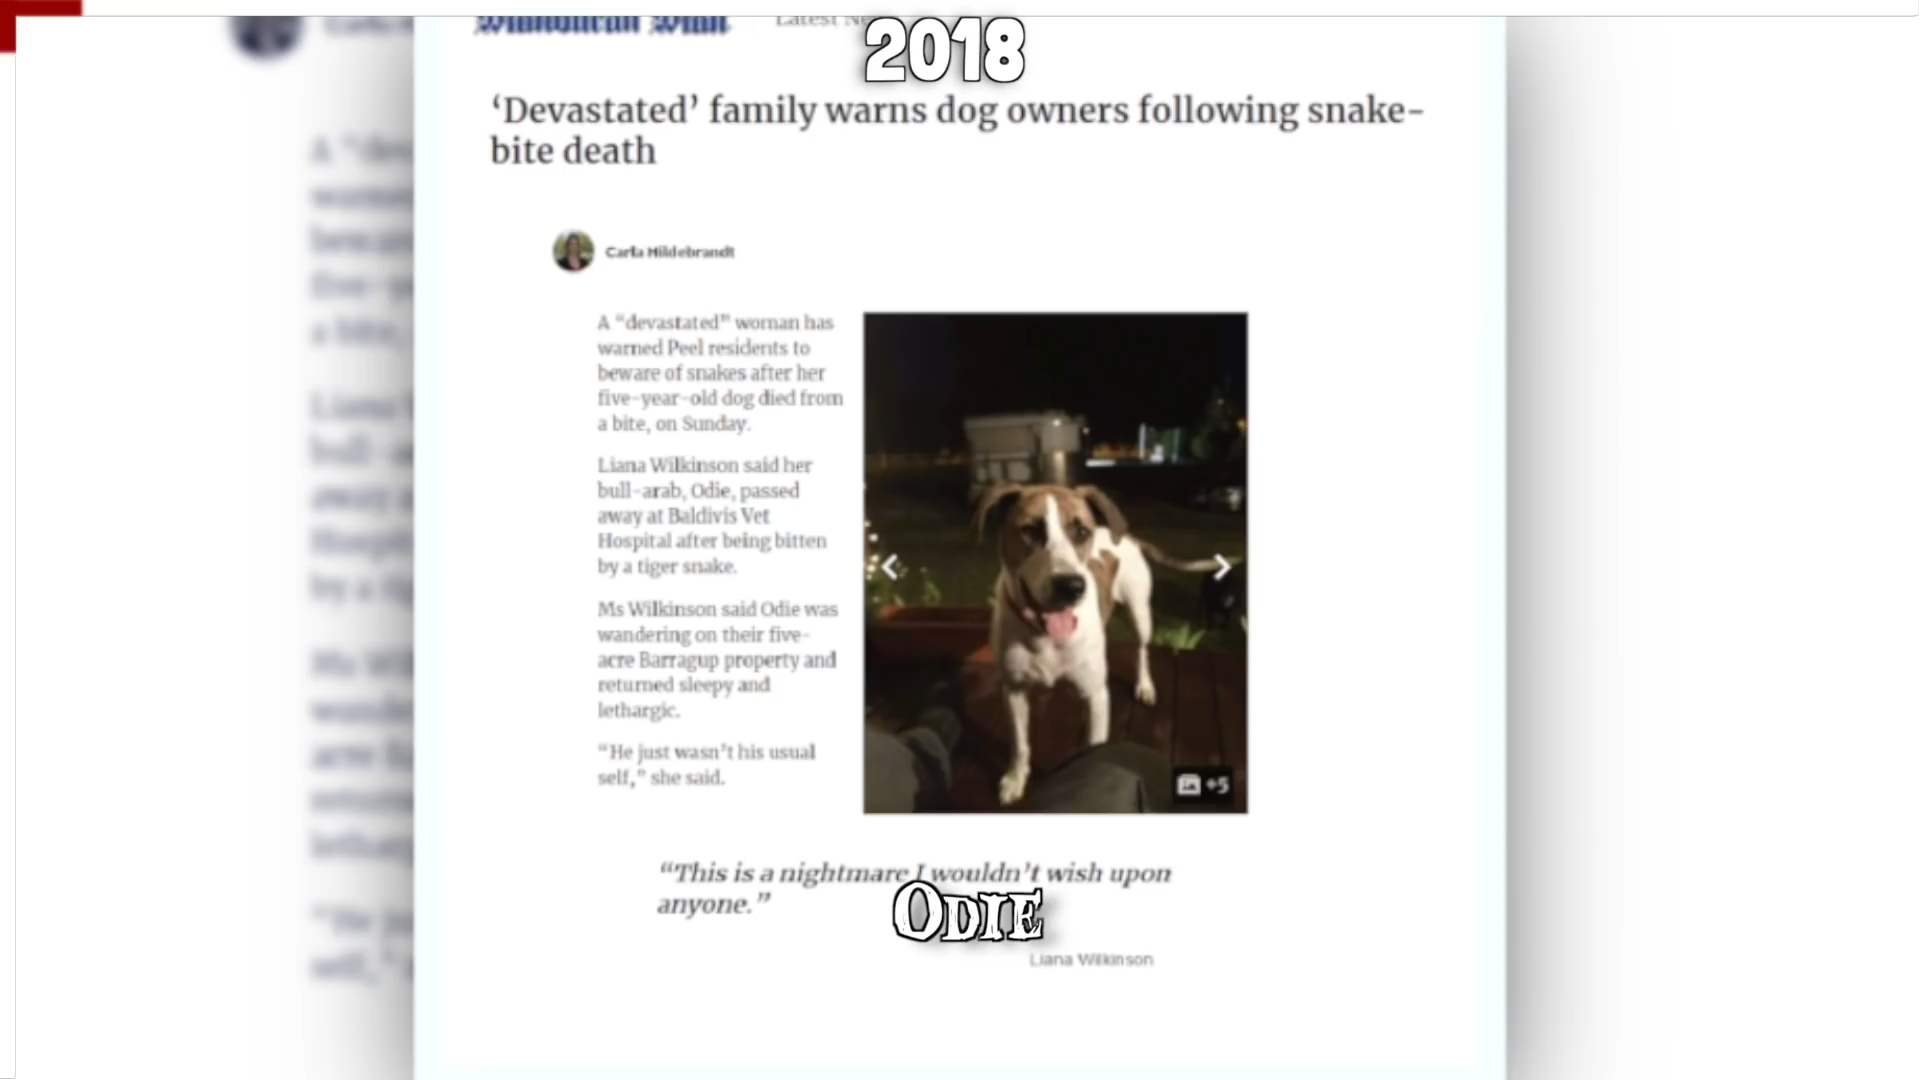 Latest Ne
2018
‘Devastated’ family warns dog owners following snake-
bite death
Carla Hildebrandt
A “devastated” woman has
warned Peel residents to
beware of snakes after her
five-year-old dog died from
a bite, on Sunday.
Liana Wilkinson said her
bull-arab, Odie, passed
away at Baldivis Vet
Hospital after being bitten
by a tiger snake.
Ms Wilkinson said Odie was
wandering on their five-
acre Barragup property and
returned sleepy and
lethargic.
“He just wasn’t his usual
self,” she said.
+5
“This is a nightmare I wouldn’t wish upon
anyone.”
ODIE
Liana Wilkinson